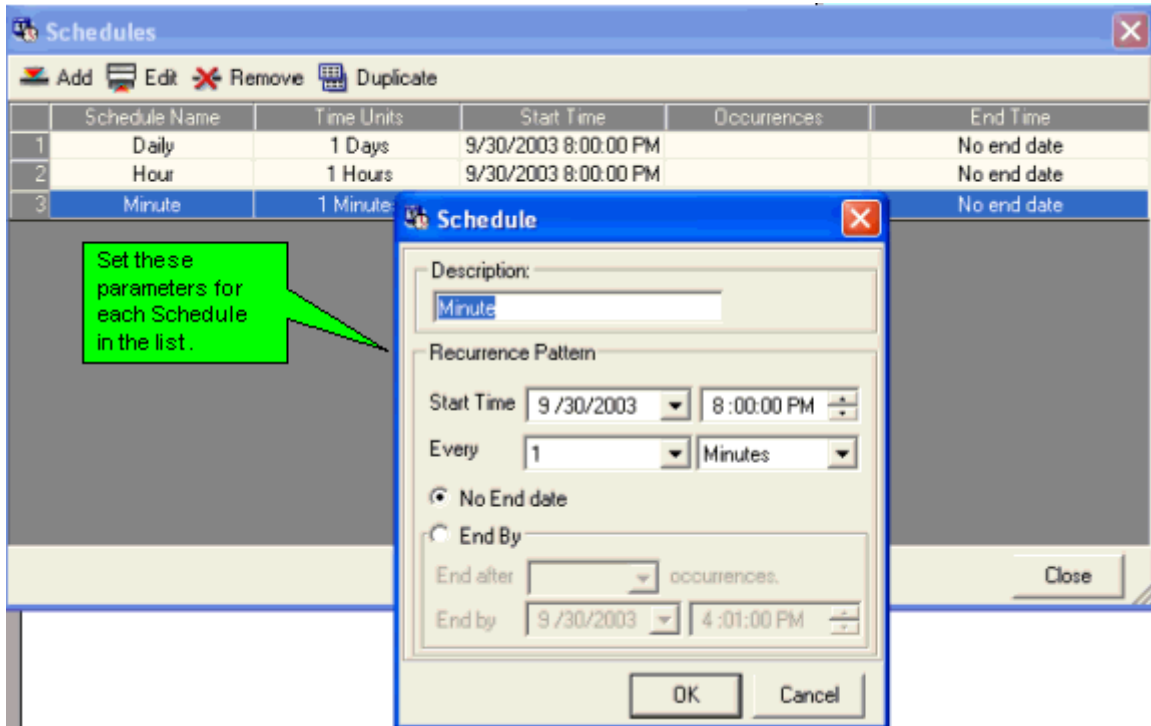 Schedules
Add Edit Remove Duplicate
Schedule Name Time Units Start Time Occurrences End Time
1 Daily 1 Days 9/30/2003 8:00:00 PM No end date
2 Hour 1 Hours 9/30/2003 8:00:00 PM No end date
3 Minute 1 Minute No end date
Set these
parameters for
each Schedule
in the list.
Schedule
Description:
Minute
Recurrence Pattern
Start Time 9/30/2003 8:00:00 PM
Every 1 Minutes
No End date
End By
End after occurrences.
End by 9/30/2003 4:01:00 PM
OK Cancel
Close